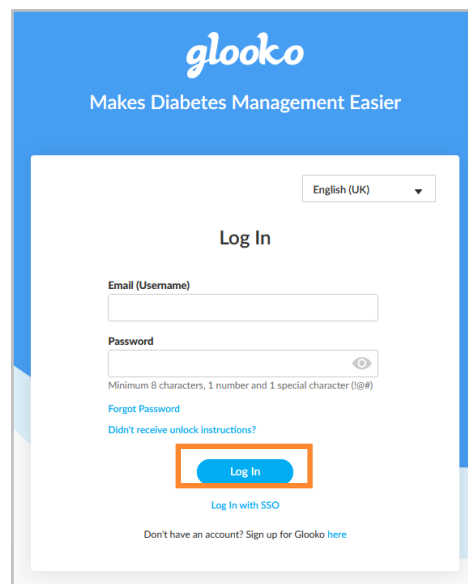 glooko
Makes Diabetes Management Easier
English (UK)
Log In
Email (Username)
Password
Minimum 8 characters, 1 number and 1 special character (!@#)
Forgot Password
Didn't receive unlock instructions?
Log In
Log In with SSO
Don't have an account? Sign up for Glooko here